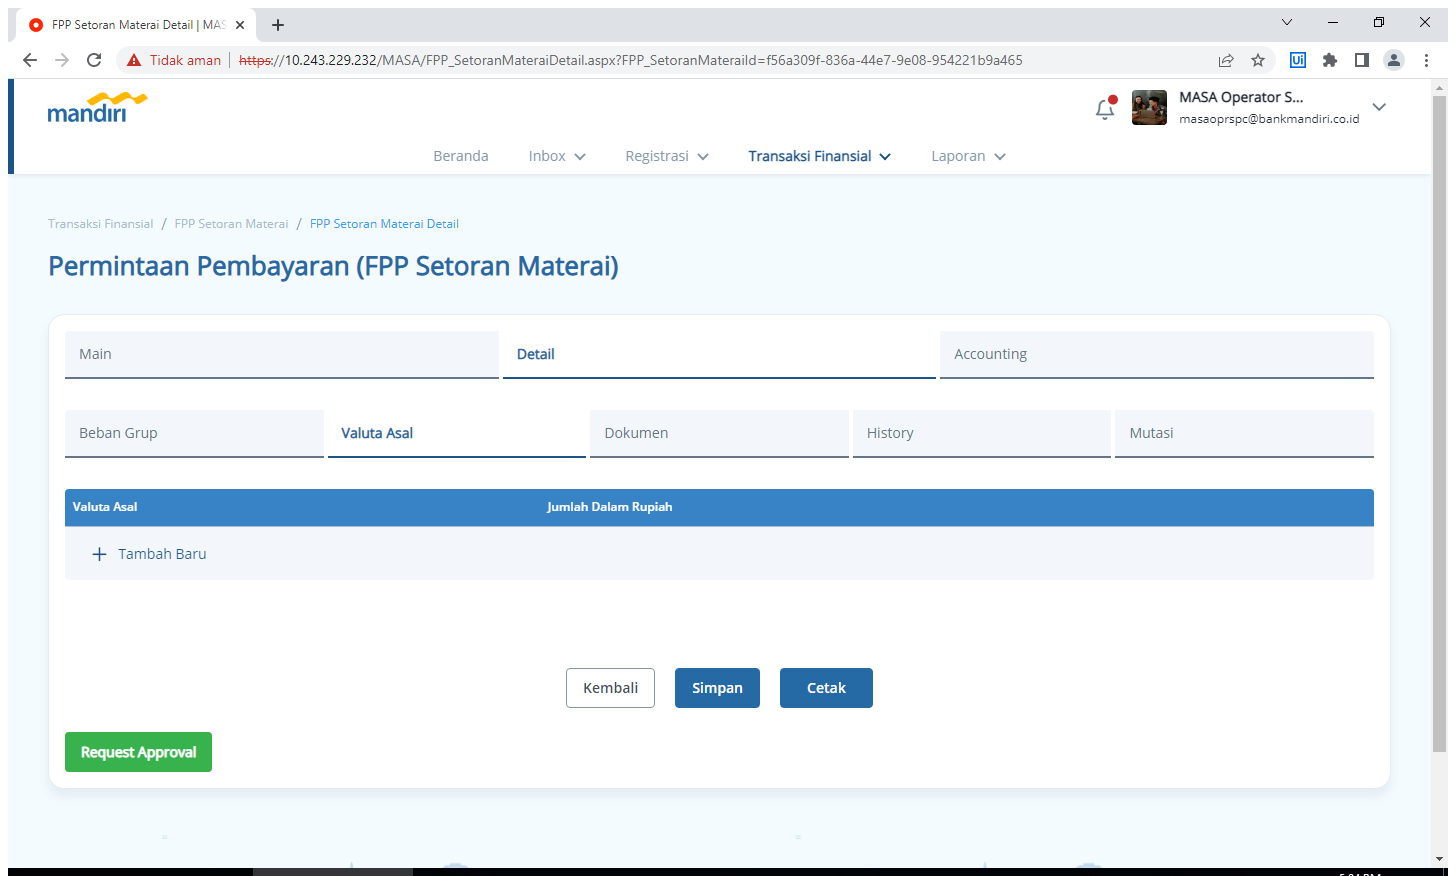 FPP Setoran Materai Detail | MAS
Tidak aman
https://10.243.229.232/MASA/FPP_SetoranMateraiDetail.aspx?FPP_SetoranMateraiId=f56a309f-836a-44e7-9e08-954221b9a465
Ui
mandiri
MASA Operator S...
masaoprspc@bankmandiri.co.id
Beranda
Inbox
Registrasi
Transaksi Finansial
Laporan
Transaksi Finansial / FPP Setoran Materai / FPP Setoran Materai Detail
Permintaan Pembayaran (FPP Setoran Materai)
Main
Detail
Accounting
Beban Grup
Valuta Asal
Dokumen
History
Mutasi
Valuta Asal
Jumlah Dalam Rupiah
+ Tambah Baru
Kembali
Simpan
Cetak
Request Approval